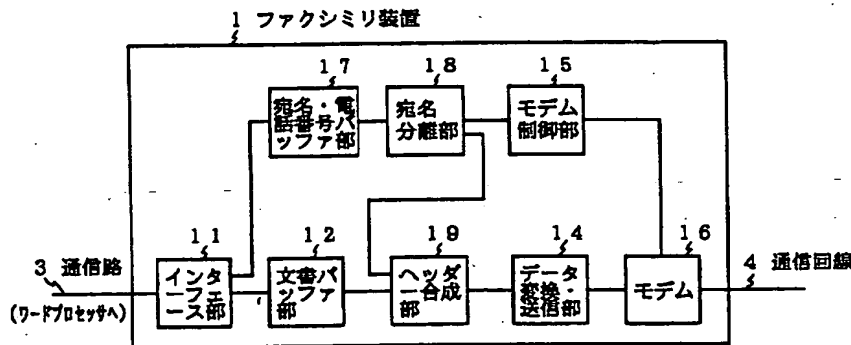 1 ファクシミリ装置
17
18
15
宛名・電
話番号バ
ッファ部
宛名
分離部
モデム
制御部
11
12
19
14
16
3 通信路
4 通信回線
インタ
ーフェ
ース部
文書バ
ッファ
部
ヘッダ
ー合成
部
データ
変換・
送信部
モデム
(ワードプロセッサへ)